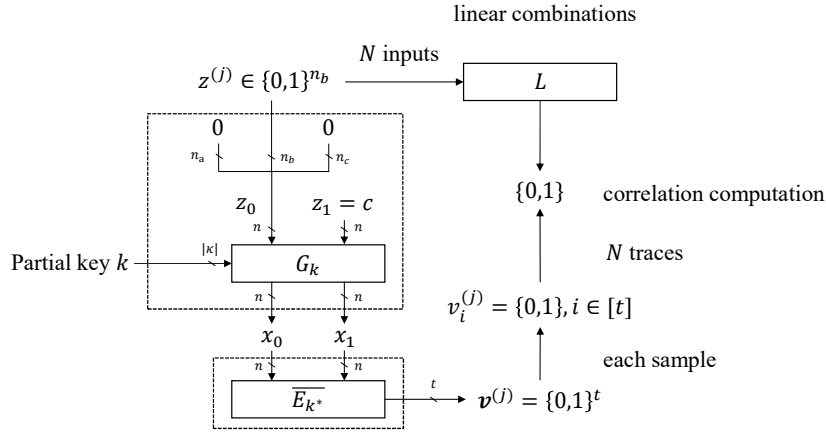 linear combinations
N inputs
z^{(j)} ∈ {0,1}^{n_b}
L
0 0
n_a n_b n_c
{0,1} correlation computation
z_0 z_1 = c
n n
|κ|
Partial key k G_k N traces
n n
v_i^{(j)} = {0,1}, i ∈ [t]
x_0 x_1
n n each sample
\overline{E_{k^*}} t v^{(j)} = {0,1}^t